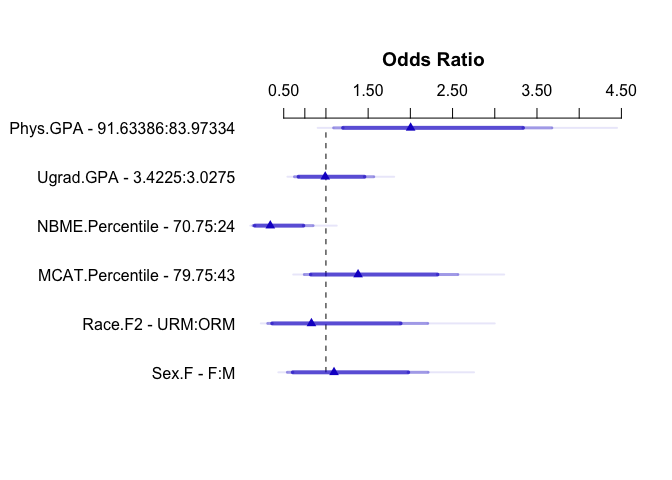 Odds Ratio
0.50 1.50 2.50 3.50 4.50
Phys.GPA - 91.63386:83.97334
Ugrad.GPA - 3.4225:3.0275
NBME.Percentile - 70.75:24
MCAT.Percentile - 79.75:43
Race.F2 - URM:ORM
Sex.F - F:M